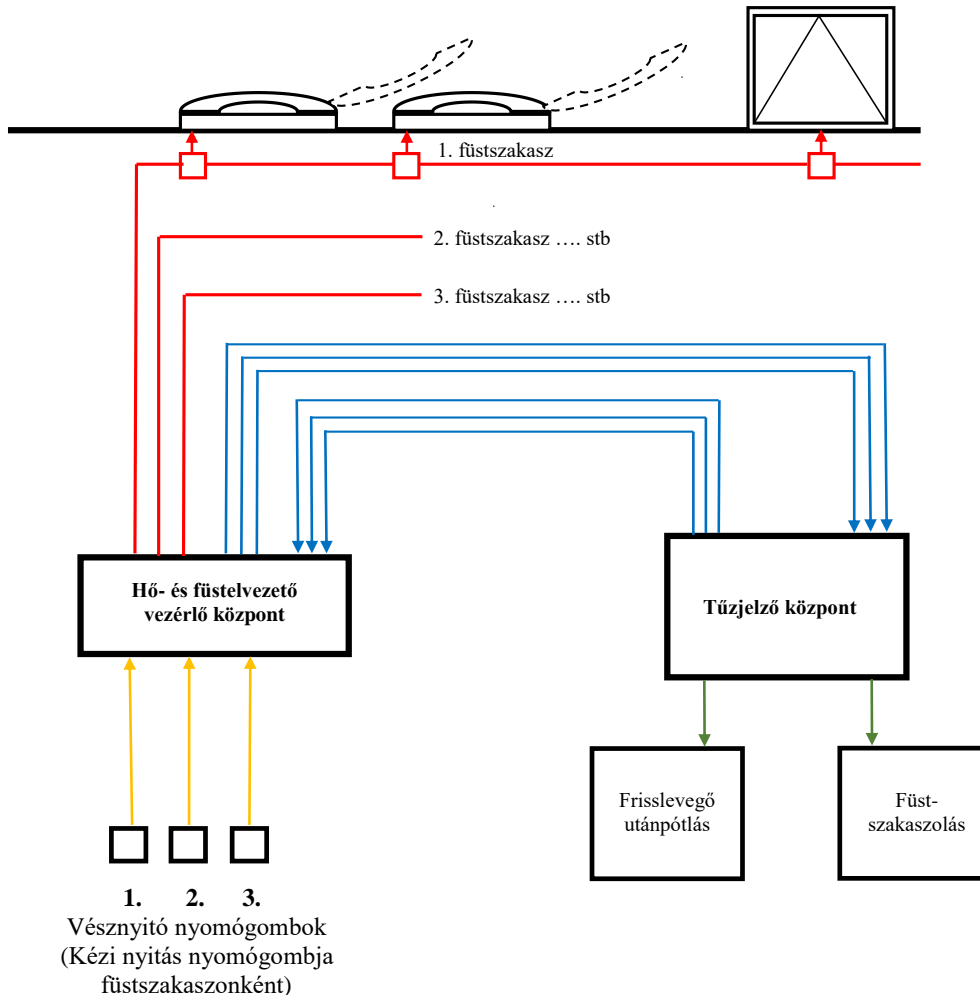 1. füstszakasz
2. füstszakasz …. stb
3. füstszakasz …. stb
Hő- és füstelvezető
vezérlő központ
Tűzjelző központ
Frisslevegő
utánpótlás
Füst-
szakaszolás
1. 2. 3.
Vésznyitó nyomógombok
(Kézi nyitás nyomógombja
füstszakaszonként)